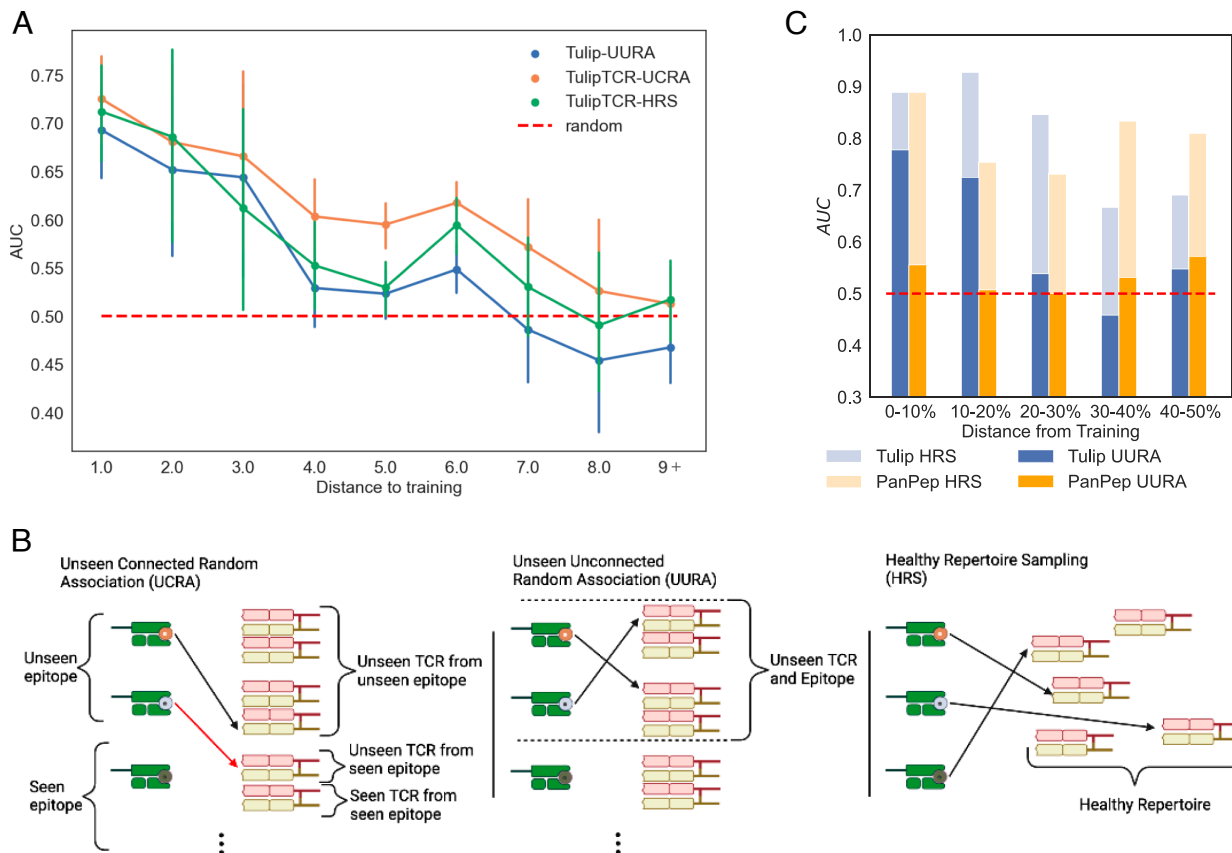 A
AUC
0.75
0.70
0.65
0.60
0.55
0.50
0.45
0.40
Tulip-UURA
TulipTCR-UCRA
TulipTCR-HRS
random
1.0 2.0 3.0 4.0 5.0 6.0 7.0 8.0 9+
Distance to training
C
AUC
1.0
0.9
0.8
0.7
0.6
0.5
0.4
0.3
0-10% 10-20% 20-30% 30-40% 40-50%
Distance from Training
Tulip HRS Tulip UURA
PanPep HRS PanPep UURA
B
Unseen Connected Random
Association (UCRA)
Unseen
epitope
Seen
epitope
Unseen TCR from
unseen epitope
Unseen TCR from
seen epitope
Seen TCR from
seen epitope
Unseen Unconnected
Random Association (UURA)
Unseen TCR
and Epitope
Healthy Repertoire Sampling
(HRS)
Healthy Repertoire